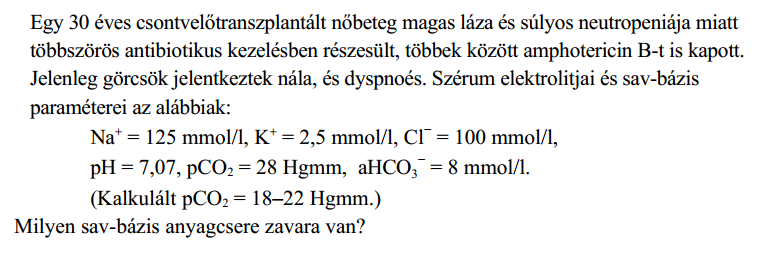 Egy 30 éves csontvelőtranszplantált nőbeteg magas láza és súlyos neutropeniája miatt
többszörös antibiotikus kezelésben részesült, többek között amphotericin B-t is kapott.
Jelenleg görcsök jelentkeztek nála, és dyspnoés. Szérum elektrolitjai és sav-bázis
paraméterei az alábbiak:
Na⁺ = 125 mmol/l, K⁺ = 2,5 mmol/l, Cl⁻ = 100 mmol/l,
pH = 7,07, pCO₂ = 28 Hgmm, aHCO₃⁻ = 8 mmol/l.
(Kalkulált pCO₂ = 18–22 Hgmm.)
Milyen sav-bázis anyagcsere zavara van?